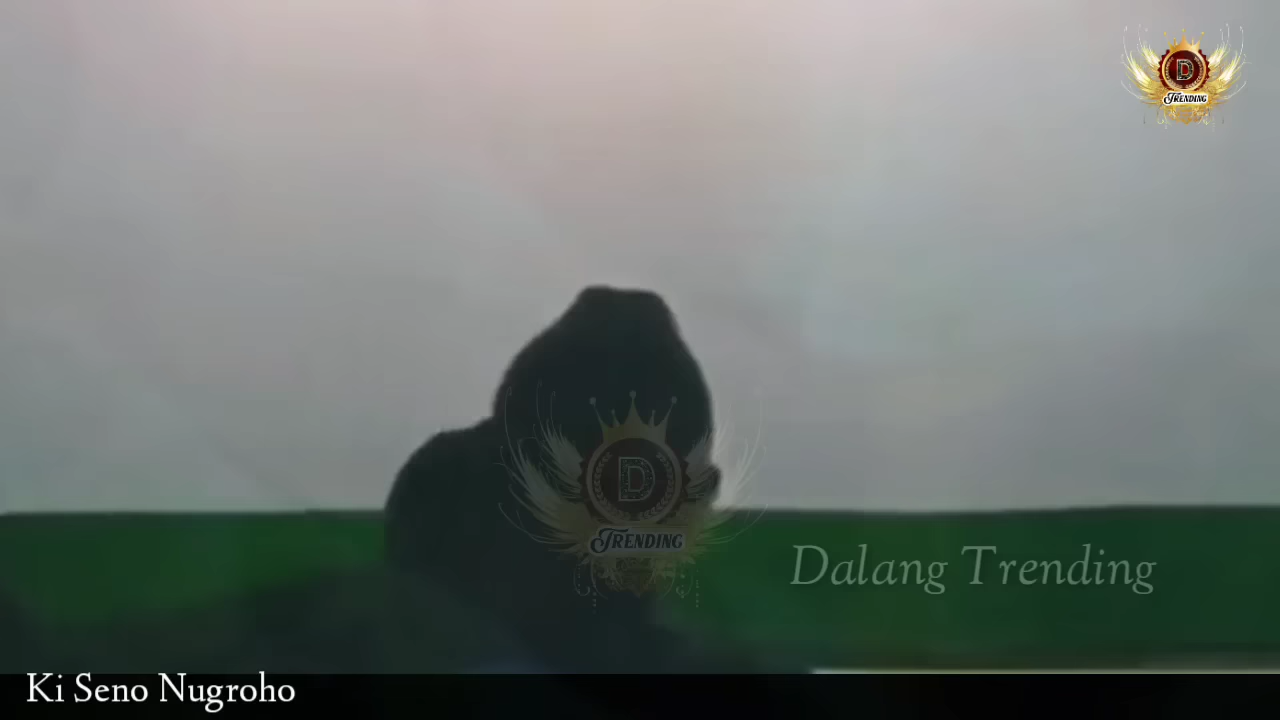 D
TRENDING
D
TRENDING
Dalang Trending
Ki Seno Nugroho